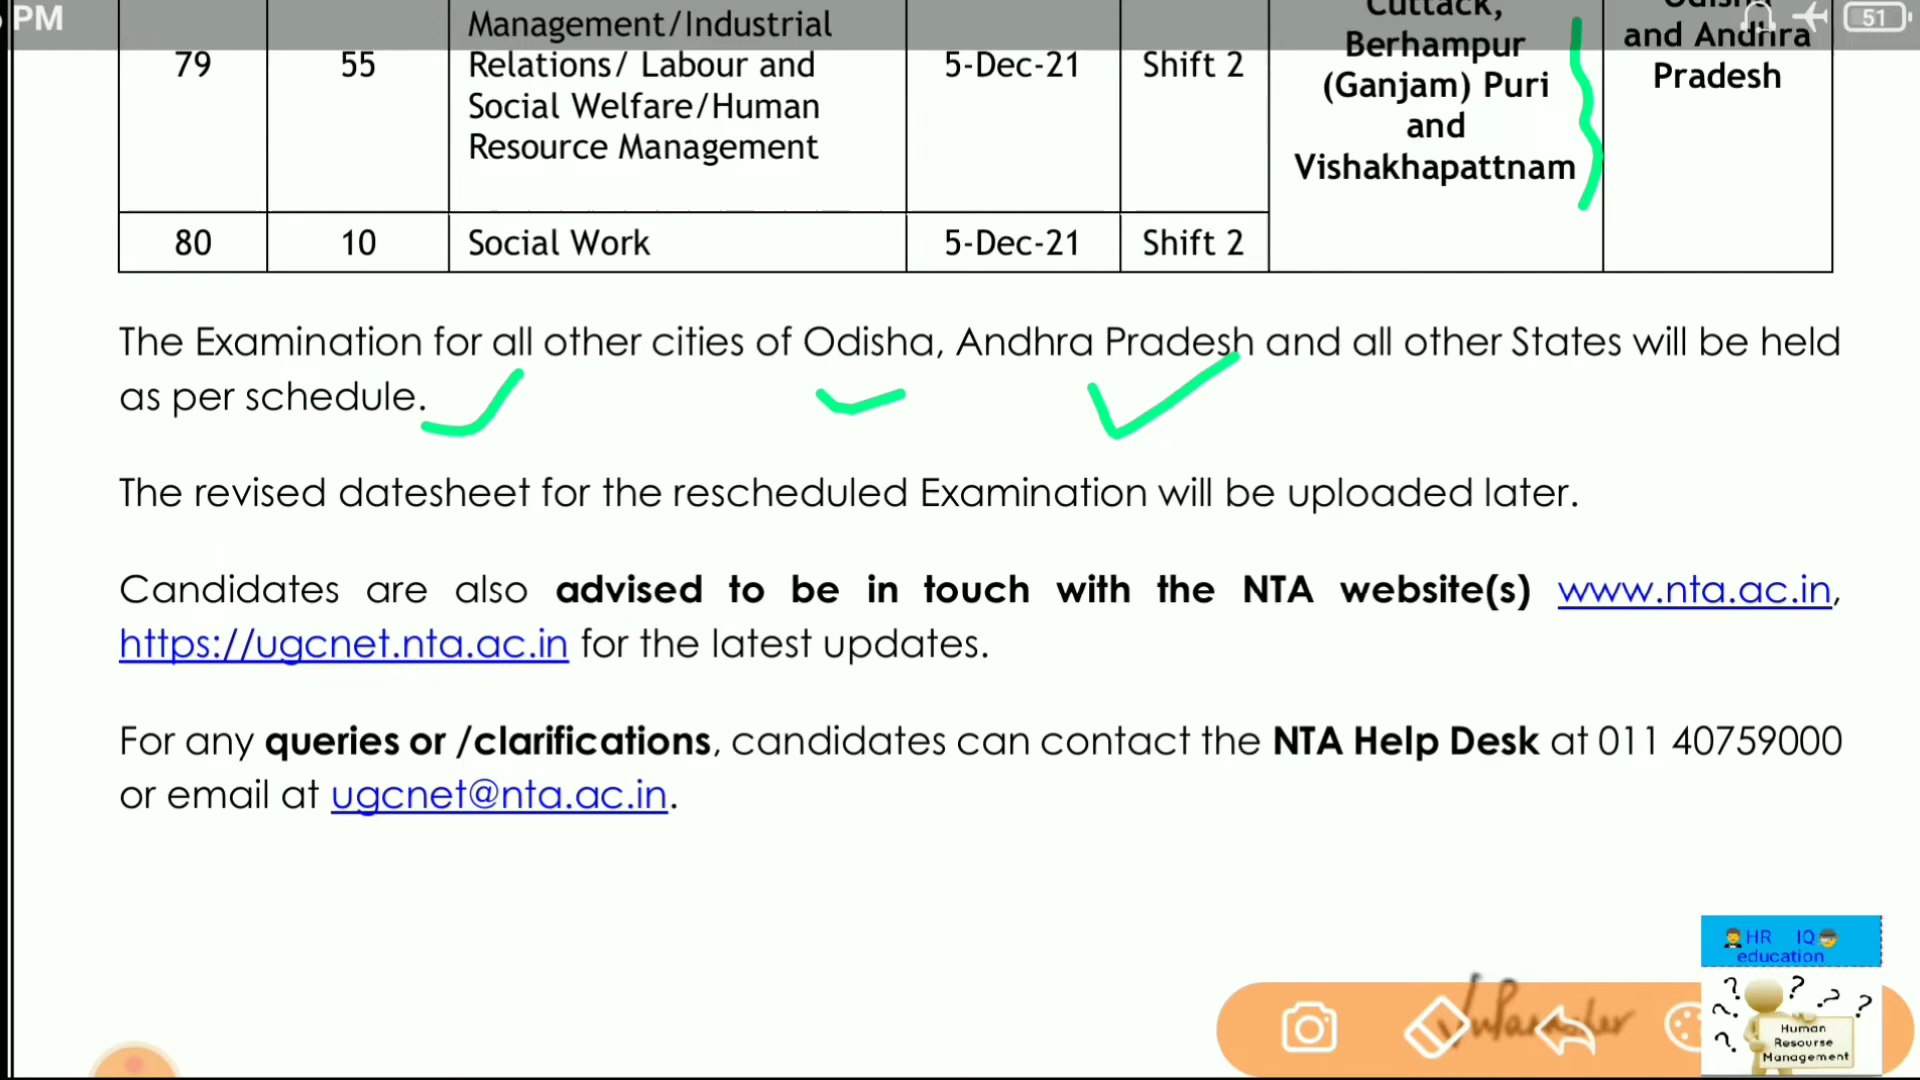 PM
51
Management/Industrial
Relations/ Labour and
Social Welfare/Human
Resource Management
79
55
5-Dec-21
Shift 2
Cuttack,
Berhampur
(Ganjam) Puri
and
Vishakhapattnam
Odisha
and Andhra
Pradesh
80 10 Social Work 5-Dec-21 Shift 2
The Examination for all other cities of Odisha, Andhra Pradesh and all other States will be held
as per schedule.
The revised datesheet for the rescheduled Examination will be uploaded later.
Candidates are also advised to be in touch with the NTA website(s) www.nta.ac.in,
https://ugcnet.nta.ac.in for the latest updates.
For any queries or /clarifications, candidates can contact the NTA Help Desk at 011 40759000
or email at ugcnet@nta.ac.in.
HR IQ
education
Human
Resourse
Management